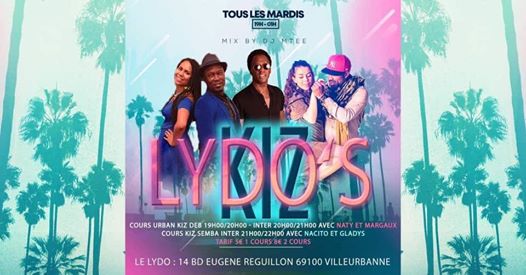 TOUS LES MARDIS
19H - 01H
MIX BY DJ MTEE
KIZ
LYDO'S
KIZ
COURS URBAN KIZ DEB 19H00/20H00 - INTER 20H00/21H00 AVEC NATY ET MARGAUX
COURS KIZ, SEMBA INTER 21H00/22H00 AVEC NACITO ET GLADYS
TARIF 5€ 1 COURS 8€ 2 COURS
LE LYDO : 14 BD EUGENE REGUILLON 69100 VILLEURBANNE